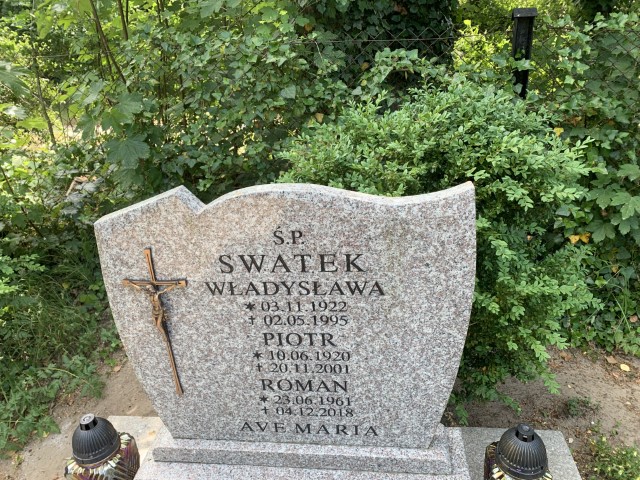 Ś.P.
SWATEK
WŁADYSŁAWA
* 03.11.1922
✝ 02.05.1995
PIOTR
* 10.06.1920
✝ 20.11.2001
ROMAN
* 23.06.1961
✝ 04.12.2018
AVE MARIA